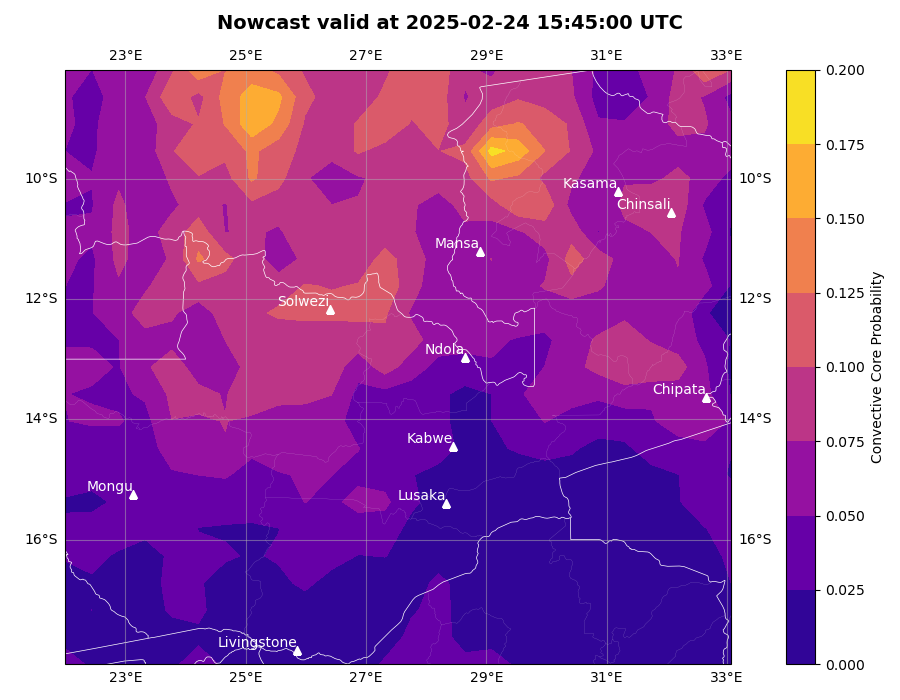 Nowcast valid at 2025-02-24 15:45:00 UTC
23°E 25°E 27°E 29°E 31°E 33°E
0.200
0.175
10°S Kasama 10°S
Chinsali
0.150
Mansa
12°S Solwezi 12°S
0.125
Ndola
0.100
Chipata
14°S 14°S
Kabwe
0.075
Mongu
Lusaka
0.050
16°S 16°S
0.025
Livingstone
0.000
23°E 25°E 27°E 29°E 31°E 33°E
Convective Core Probability